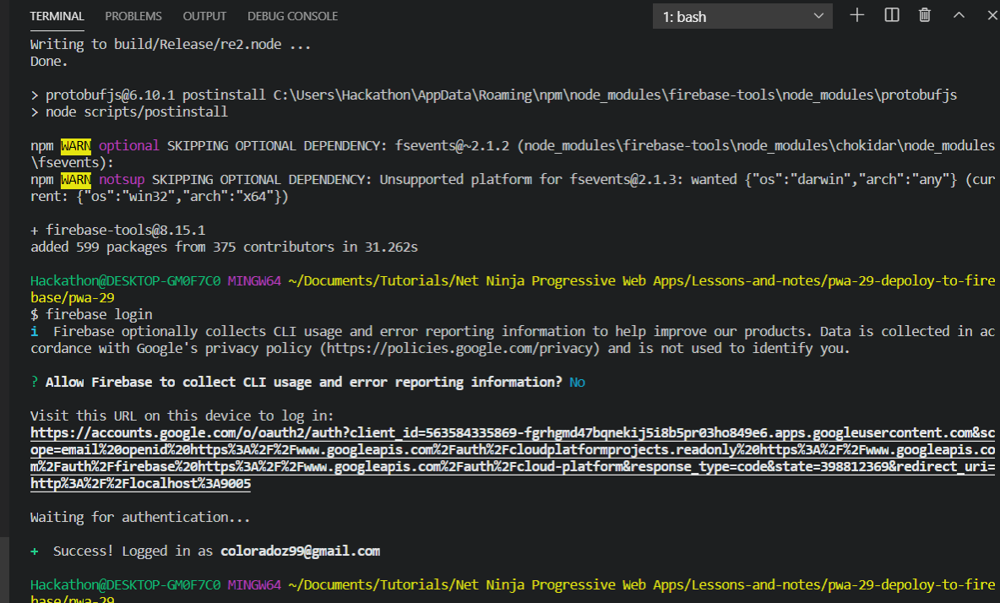 TERMINAL PROBLEMS OUTPUT DEBUG CONSOLE 1: bash
Writing to build/Release/re2.node ...
Done.
> protobufjs@6.10.1 postinstall C:\Users\Hackathon\AppData\Roaming\npm\node_modules\firebase-tools\node_modules\protobufjs
> node scripts/postinstall
npm WARN optional SKIPPING OPTIONAL DEPENDENCY: fsevents@~2.1.2 (node_modules\firebase-tools\node_modules\chokidar\node_modules
\fsevents):
npm WARN notsup SKIPPING OPTIONAL DEPENDENCY: Unsupported platform for fsevents@2.1.3: wanted {"os":"darwin","arch":"any"} (cur
rent: {"os":"win32","arch":"x64"})
+ firebase-tools@8.15.1
added 599 packages from 375 contributors in 31.262s
Hackathon@DESKTOP-GM0F7C0 MINGW64 ~/Documents/Tutorials/Net Ninja Progressive Web Apps/Lessons-and-notes/pwa-29-depoloy-to-fire
base/pwa-29
$ firebase login
i  Firebase optionally collects CLI usage and error reporting information to help improve our products. Data is collected in ac
cordance with Google's privacy policy (https://policies.google.com/privacy) and is not used to identify you.
? Allow Firebase to collect CLI usage and error reporting information? No
Visit this URL on this device to log in:
https://accounts.google.com/o/oauth2/auth?client_id=563584335869-fgrhgmd47bqnekij5i8b5pr03ho849e6.apps.googleusercontent.com&sc
ope=email%20openid%20https%3A%2F%2Fwww.googleapis.com%2Fauth%2Fcloudplatformprojects.readonly%20https%3A%2F%2Fwww.googleapis.co
m%2Fauth%2Ffirebase%20https%3A%2F%2Fwww.googleapis.com%2Fauth%2Fcloud-platform&response_type=code&state=398812369&redirect_uri=
http%3A%2F%2Flocalhost%3A9005
Waiting for authentication...
+  Success! Logged in as coloradoz99@gmail.com
Hackathon@DESKTOP-GM0F7C0 MINGW64 ~/Documents/Tutorials/Net Ninja Progressive Web Apps/Lessons-and-notes/pwa-29-depoloy-to-fire
base/pwa-29